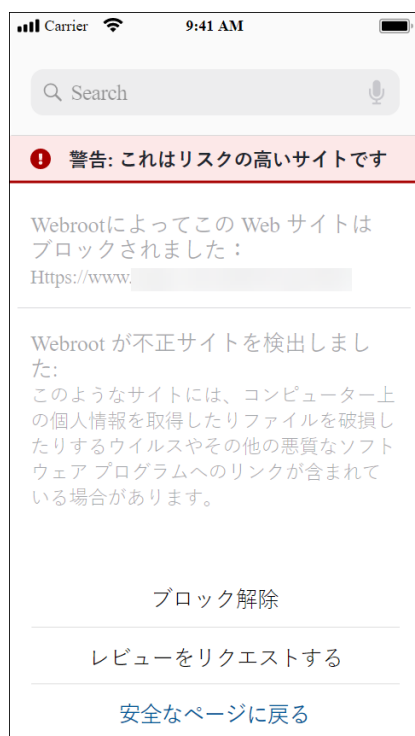 Carrier 9:41 AM
Search
警告: これはリスクの高いサイトです
Webrootによってこの Web サイトは
ブロックされました：
Https://www.
Webroot が不正サイトを検出しまし
た:
このようなサイトには、コンピューター上
の個人情報を取得したりファイルを破損し
たりするウイルスやその他の悪質なソフト
ウェア プログラムへのリンクが含まれて
いる場合があります。
ブロック解除
レビューをリクエストする
安全なページに戻る